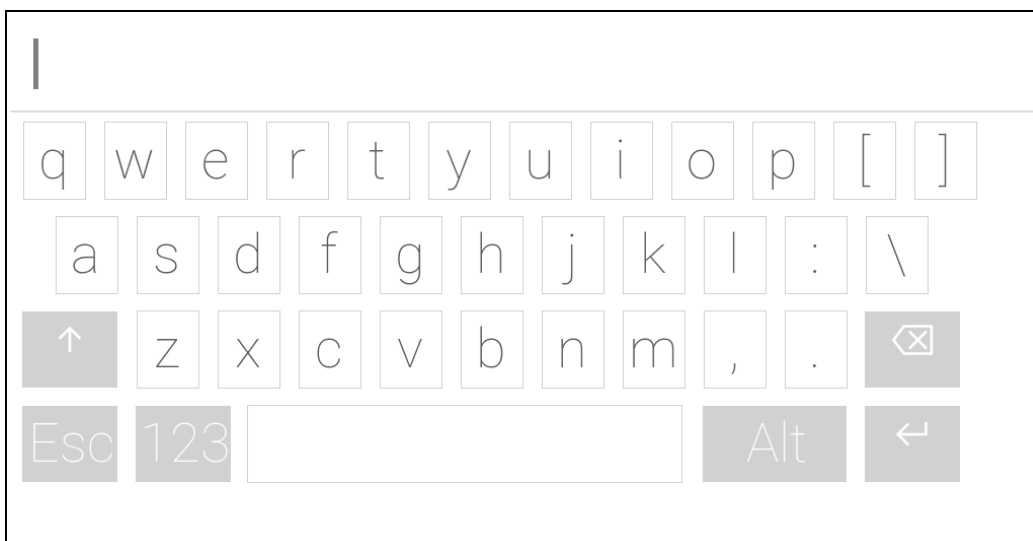 q w e r t y u i o p [ ]
a s d f g h j k l : \
↑ z x c v b n m , . ⌫
Esc 123 Alt ↵